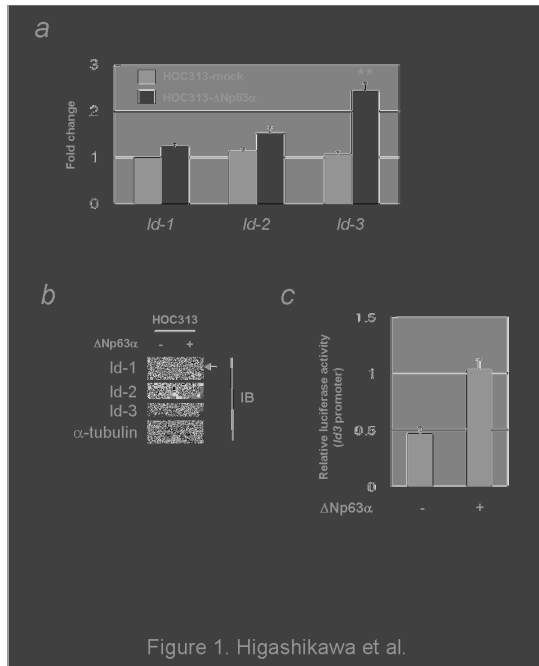 a
3
HOC313-mock
**
HOC313-ΔNp63α
2
Fold change
1
0
Id-1 Id-2 Id-3
b
HOC313
ΔNp63α - +
Id-1
Id-2
Id-3
α-tubulin
IB
c
1.5
1
0.5
0
Relative luciferase activity
(Id3 promoter)
ΔNp63α - +
Figure 1. Higashikawa et al.